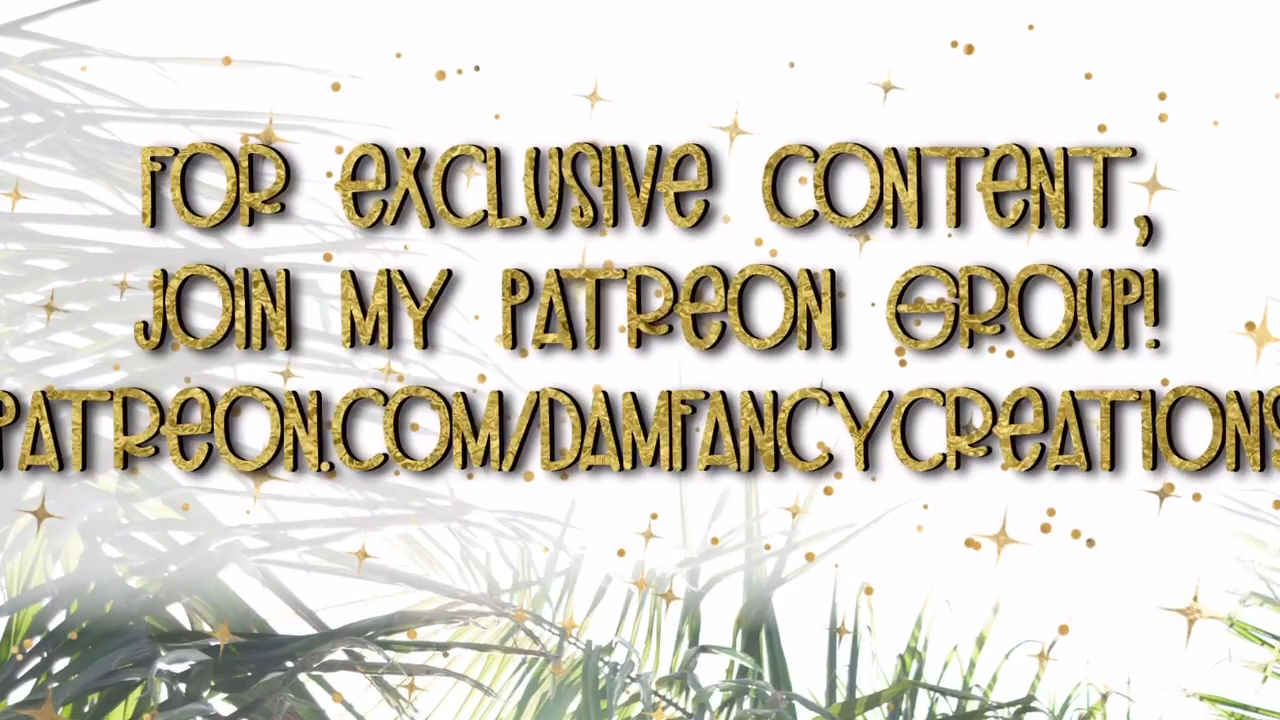 FOR EXCLUSIVE CONTENT,
JOIN MY PATREON GROUP!
PATREON.COM/DAMFANCYCREATIONS